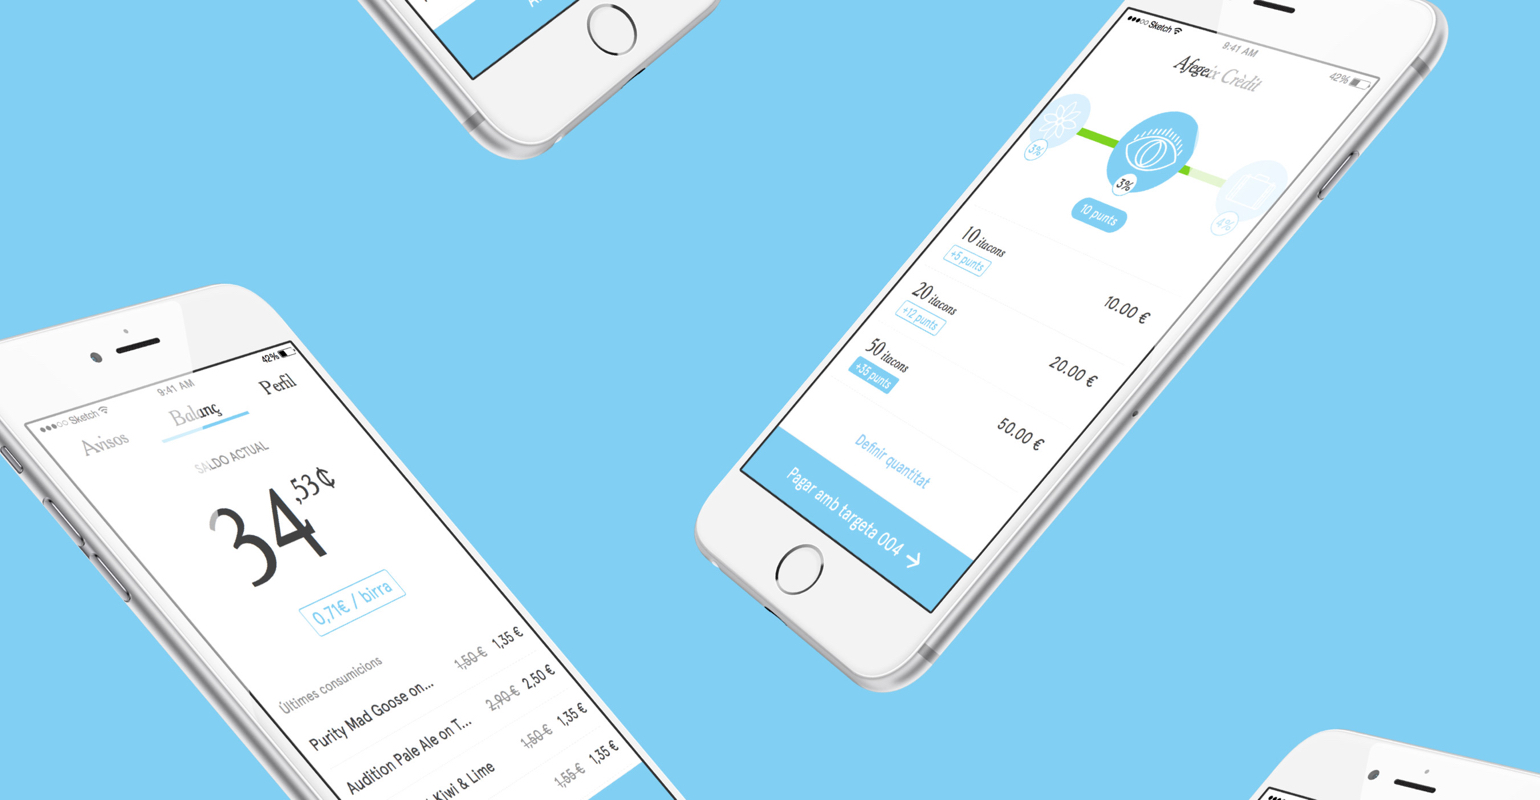 Sketch
9:41 AM
42%
Avisos
Balanç
Perfil
SALDO ACTUAL
34,53 ₵
0,71€ / birra
Últimes consumicions
Purity Mad Goose on... 1,50 € 1,35 €
Audition Pale Ale on T... 2,90 € 2,50 €
Kiwi & Lime 1,50 € 1,35 €
1,55 € 1,35 €
Sketch
9:41 AM
42%
Afegeix Crèdit
3%
3%
4%
10 punts
10 itacons
+5 punts
10.00 €
20 itacons
+12 punts
20.00 €
50 itacons
+35 punts
50.00 €
Definir quantitat
Pagar amb targeta 004 →